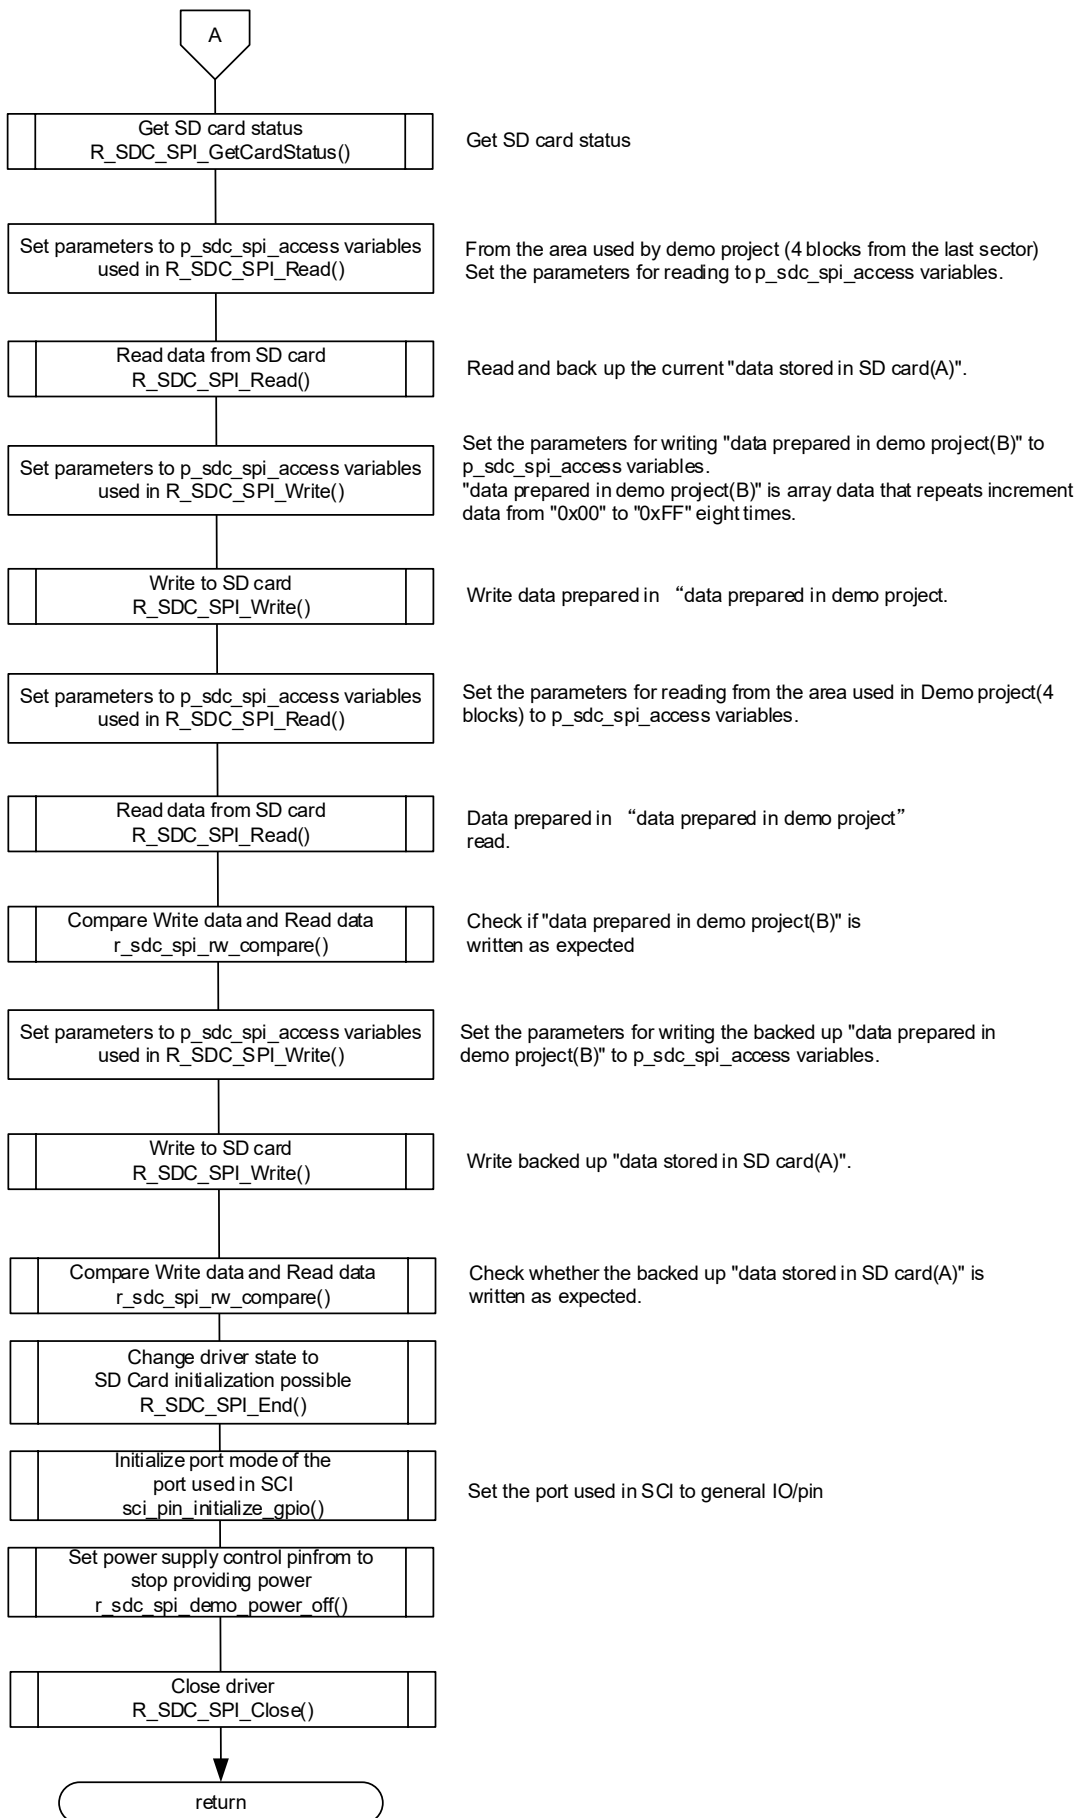 A
Get SD card status
R_SDC_SPI_GetCardStatus()
Get SD card status
Set parameters to p_sdc_spi_access variables
used in R_SDC_SPI_Read()
From the area used by demo project (4 blocks from the last sector)
Set the parameters for reading to p_sdc_spi_access variables.
Read data from SD card
R_SDC_SPI_Read()
Read and back up the current "data stored in SD card(A)".
Set parameters to p_sdc_spi_access variables
used in R_SDC_SPI_Write()
Set the parameters for writing "data prepared in demo project(B)" to
p_sdc_spi_access variables.
"data prepared in demo project(B)" is array data that repeats increment
data from "0x00" to "0xFF" eight times.
Write to SD card
R_SDC_SPI_Write()
Write data prepared in “data prepared in demo project.
Set parameters to p_sdc_spi_access variables
used in R_SDC_SPI_Read()
Set the parameters for reading from the area used in Demo project(4
blocks) to p_sdc_spi_access variables.
Read data from SD card
R_SDC_SPI_Read()
Data prepared in “data prepared in demo project”
read.
Compare Write data and Read data
r_sdc_spi_rw_compare()
Check if "data prepared in demo project(B)" is
written as expected
Set parameters to p_sdc_spi_access variables
used in R_SDC_SPI_Write()
Set the parameters for writing the backed up "data prepared in
demo project(B)" to p_sdc_spi_access variables.
Write to SD card
R_SDC_SPI_Write()
Write backed up "data stored in SD card(A)".
Compare Write data and Read data
r_sdc_spi_rw_compare()
Check whether the backed up "data stored in SD card(A)" is
written as expected.
Change driver state to
SD Card initialization possible
R_SDC_SPI_End()
Initialize port mode of the
port used in SCI
sci_pin_initialize_gpio()
Set the port used in SCI to general IO/pin
Set power supply control pinfrom to
stop providing power
r_sdc_spi_demo_power_off()
Close driver
R_SDC_SPI_Close()
return